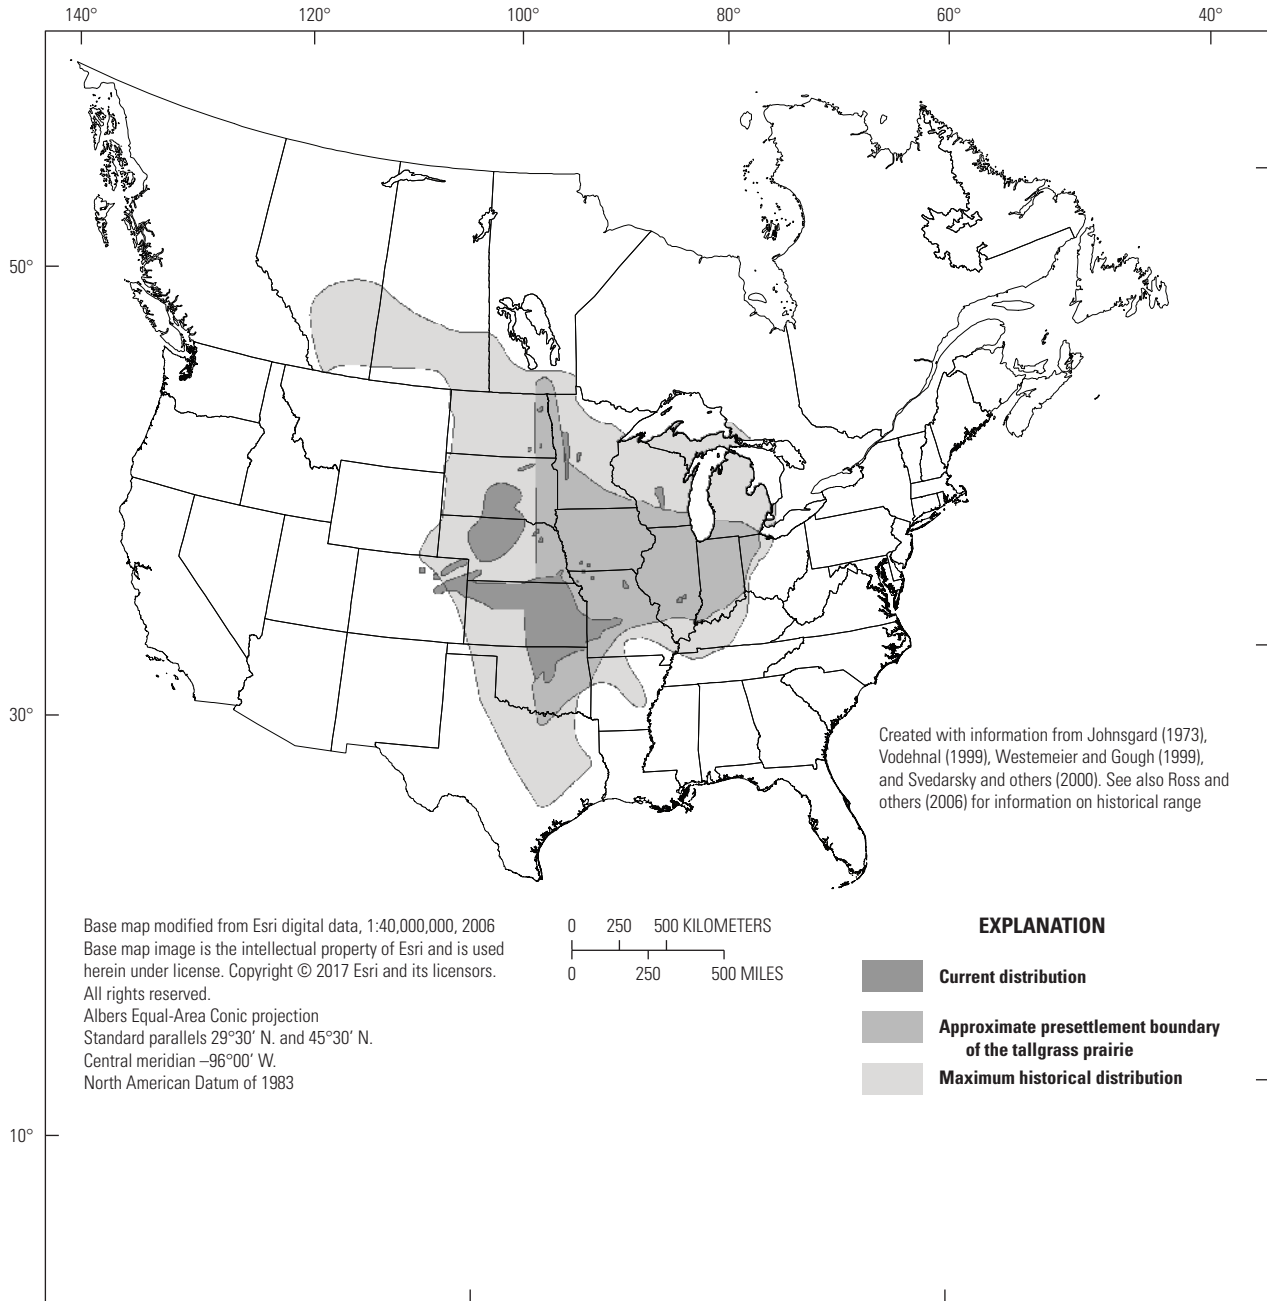 140° 120° 100° 80° 60° 40°
50°
30°
10°
Created with information from Johnsgard (1973),
Vodehnal (1999), Westemeier and Gough (1999),
and Svedarsky and others (2000). See also Ross and
others (2006) for information on historical range
Base map modified from Esri digital data, 1:40,000,000, 2006
Base map image is the intellectual property of Esri and is used
herein under license. Copyright © 2017 Esri and its licensors.
All rights reserved.
Albers Equal-Area Conic projection
Standard parallels 29°30’ N. and 45°30’ N.
Central meridian –96°00’ W.
North American Datum of 1983
0 250 500 KILOMETERS
0 250 500 MILES
EXPLANATION
Current distribution
Approximate presettlement boundary
of the tallgrass prairie
Maximum historical distribution